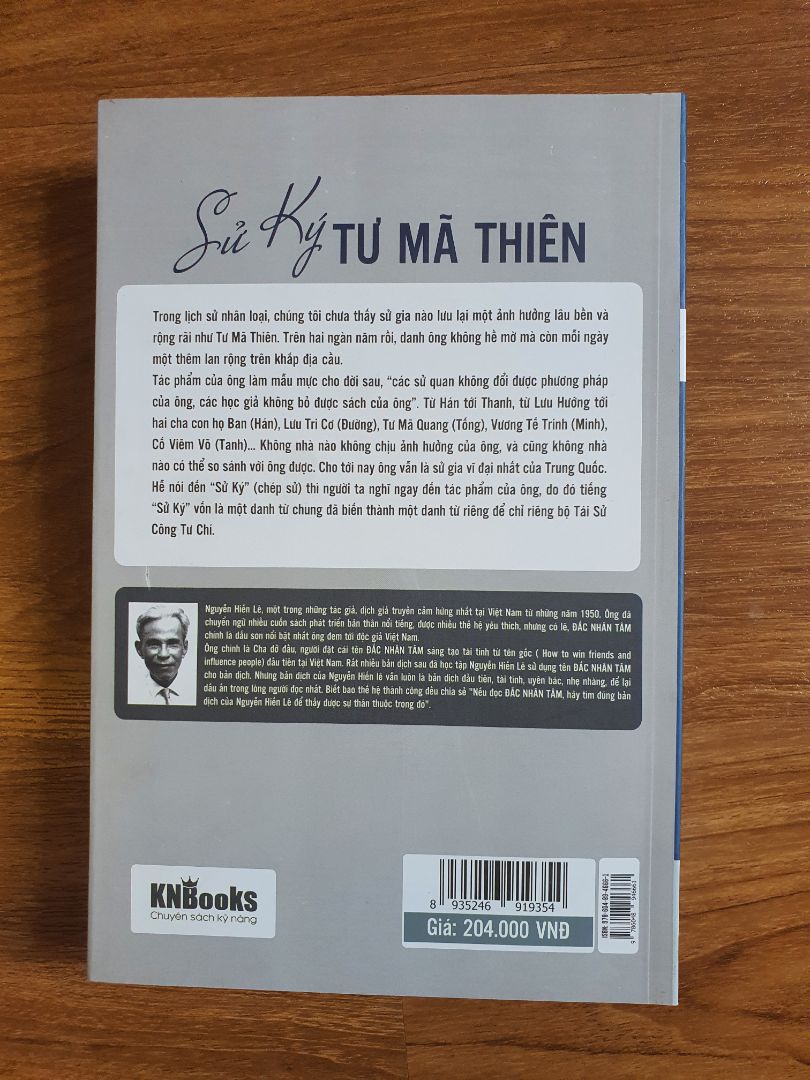 Sử Ký TƯ MÃ THIÊN
Trong lịch sử nhân loại, chúng tôi chưa thấy sử gia nào lưu lại một ảnh hưởng lâu bền và
rộng rãi như Tư Mã Thiên. Trên hai ngàn năm rồi, danh ông không hề mờ mà còn mỗi ngày
một thêm lan rộng trên khắp địa cầu.
Tác phẩm của ông làm mẫu mực cho đời sau, “các sử quan không đổi được phương pháp
của ông, các học giả không bỏ được sách của ông”. Từ Hán tới Thanh, từ Lưu Hướng tới
hai cha con họ Ban (Hán), Lưu Tri Cơ (Đường), Tư Mã Quang (Tống), Vương Tế Trinh (Minh),
Cố Viêm Võ (Tanh)... Không nhà nào không chịu ảnh hưởng của ông, và cũng không nhà
nào có thể so sánh với ông được. Cho tới nay ông vẫn là sử gia vĩ đại nhất của Trung Quốc.
Hễ nói đến “Sử Ký” (chép sử) thì người ta nghĩ ngay đến tác phẩm của ông, do đó tiếng
“Sử Ký” vốn là một danh từ chung đã biến thành một danh từ riêng để chỉ riêng bộ Tái Sử
Công Tư Chí.
Nguyễn Hiến Lê, một trong những tác giả, dịch giả truyền cảm hứng nhất tại Việt Nam từ những năm 1950. Ông đã
chuyển ngữ nhiều cuốn sách phát triển bản thân nổi tiếng, được nhiều thế hệ yêu thích, nhưng có lẽ, ĐẮC NHÂN TÂM
chính là dấu son nổi bật nhất ông đem tới độc giả Việt Nam.
Ông chính là Cha đỡ đầu, người đặt cái tên ĐẮC NHÂN TÂM sáng tạo tài tình từ tên gốc ( How to win friends and
influence people) đầu tiên tại Việt Nam. Rất nhiều bản dịch sau đã học tập Nguyễn Hiến Lê sử dụng tên ĐẮC NHÂN TÂM
cho bản dịch. Nhưng bản dịch của Nguyễn Hiến lê vẫn luôn là bản dịch đầu tiên, tài tình, uyên bác, nhẹ nhàng, để lại
dấu ấn trong lòng người đọc nhất. Biết bao thế hệ thành công đều chia sẻ "Nếu đọc ĐẮC NHÂN TÂM, hãy tìm đúng bản
dịch của Nguyễn Hiến Lê để thấy được sự thân thuộc trong đó".
KNBooKs
Chuyên sách kỹ năng
8 935246 919354
Giá: 204.000 VNĐ
ISBN: 978-604-89-4666-1
9 786048 946661